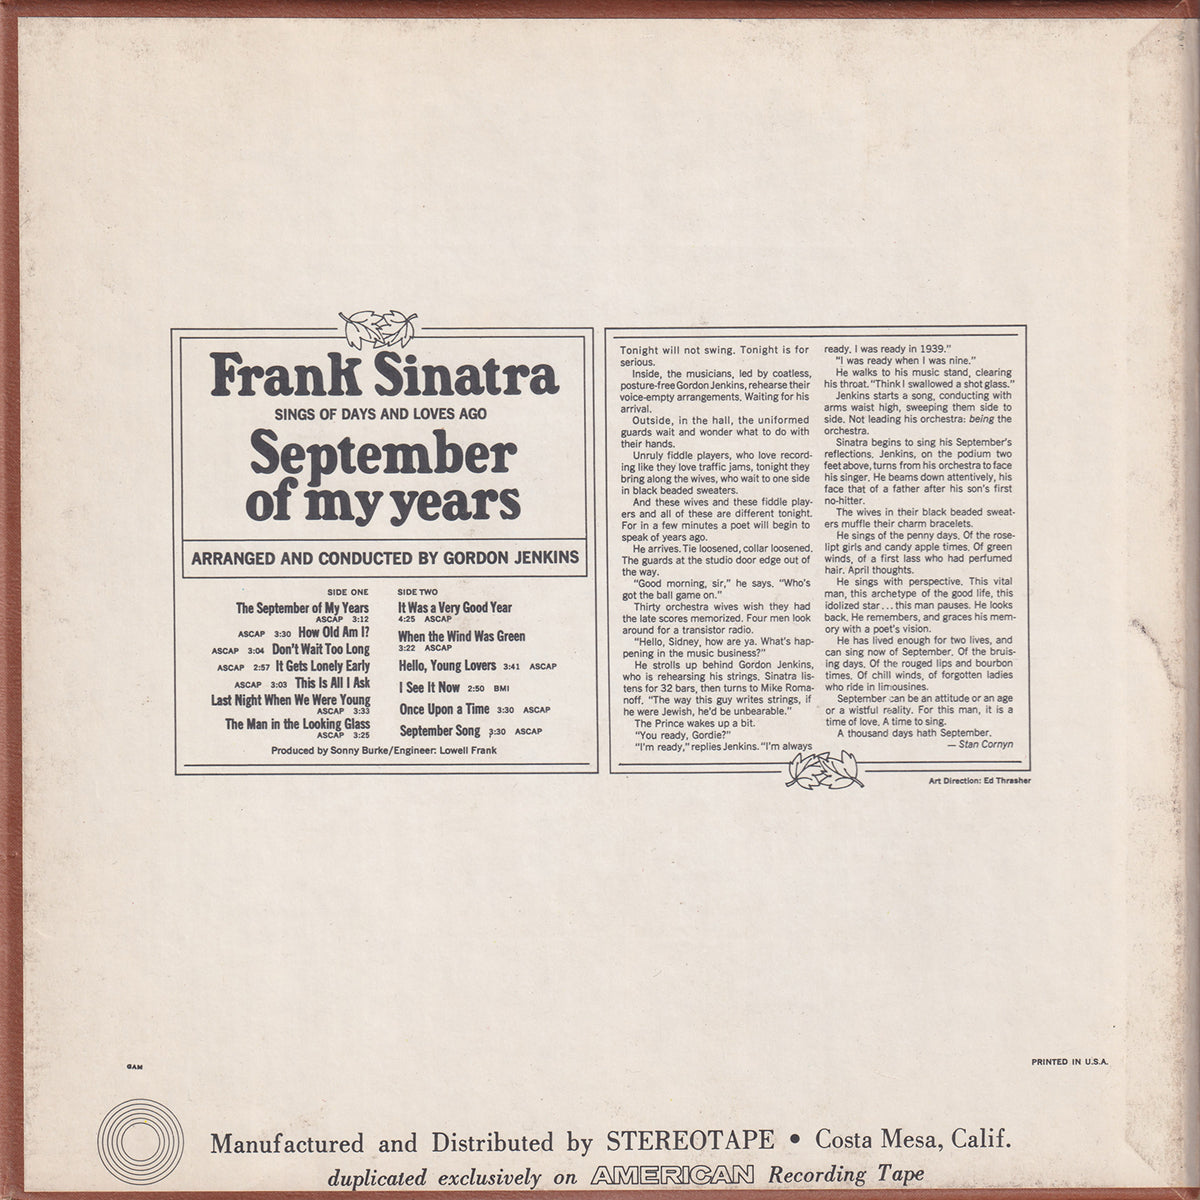 Frank Sinatra
SINGS OF DAYS AND LOVES AGO
September
of my years
ARRANGED AND CONDUCTED BY GORDON JENKINS
SIDE ONE
The September of My Years
ASCAP 3:12
ASCAP 3:30 How Old Am I?
ASCAP 3:04 Don't Wait Too Long
ASCAP 2:57 It Gets Lonely Early
ASCAP 3:03 This Is All I Ask
Last Night When We Were Young
ASCAP 3:33
The Man in the Looking Glass
ASCAP 3:25
SIDE TWO
It Was a Very Good Year
4:25 ASCAP
When the Wind Was Green
3:22 ASCAP
Hello, Young Lovers 3:41 ASCAP
I See It Now 2:50 BMI
Once Upon a Time 3:30 ASCAP
September Song 3:30 ASCAP
Produced by Sonny Burke/Engineer: Lowell Frank
Tonight will not swing. Tonight is for
serious.
Inside, the musicians, led by coatless,
posture-free Gordon Jenkins, rehearse their
voice-empty arrangements. Waiting for his
arrival.
Outside, in the hall, the uniformed
guards wait and wonder what to do with
their hands.
Unruly fiddle players, who love record-
ing like they love traffic jams, tonight they
bring along the wives, who wait to one side
in black beaded sweaters.
And these wives and these fiddle play-
ers and all of these are different tonight.
For in a few minutes a poet will begin to
speak of years ago.
He arrives. Tie loosened, collar loosened.
The guards at the studio door edge out of
the way.
"Good morning, sir," he says. "Who's
got the ball game on."
Thirty orchestra wives wish they had
the late scores memorized. Four men look
around for a transistor radio.
"Hello, Sidney, how are ya. What's hap-
pening in the music business?"
He strolls up behind Gordon Jenkins,
who is rehearsing his strings. Sinatra lis-
tens for 32 bars, then turns to Mike Roma-
noff. "The way this guy writes strings, if
he were Jewish, he'd be unbearable."
The Prince wakes up a bit.
"You ready, Gordie?"
"I'm ready," replies Jenkins. "I'm always
ready. I was ready in 1939."
"I was ready when I was nine."
He walks to his music stand, clearing
his throat. "Think I swallowed a shot glass."
Jenkins starts a song, conducting with
arms waist high, sweeping them side to
side. Not leading his orchestra: being the
orchestra.
Sinatra begins to sing his September's
reflections. Jenkins, on the podium two
feet above, turns from his orchestra to face
his singer. He beams down attentively, his
face that of a father after his son's first
no-hitter.
The wives in their black beaded sweat-
ers muffle their charm bracelets.
He sings of the penny days. Of the rose-
lipt girls and candy apple times. Of green
winds, of a first lass who had perfumed
hair. April thoughts.
He sings with perspective. This vital
man, this archetype of the good life, this
idolized star...this man pauses. He looks
back. He remembers, and graces his mem-
ory with a poet's vision.
He has lived enough for two lives, and
can sing now of September. Of the bruis-
ing days. Of the rouged lips and bourbon
times. Of chill winds, of forgotten ladies
who ride in limousines.
September can be an attitude or an age
or a wistful reality. For this man, it is a
time of love. A time to sing.
A thousand days hath September.
— Stan Cornyn
Art Direction: Ed Thrasher
GAM
PRINTED IN U.S.A.
Manufactured and Distributed by STEREOTAPE • Costa Mesa, Calif.
duplicated exclusively on AMERICAN Recording Tape